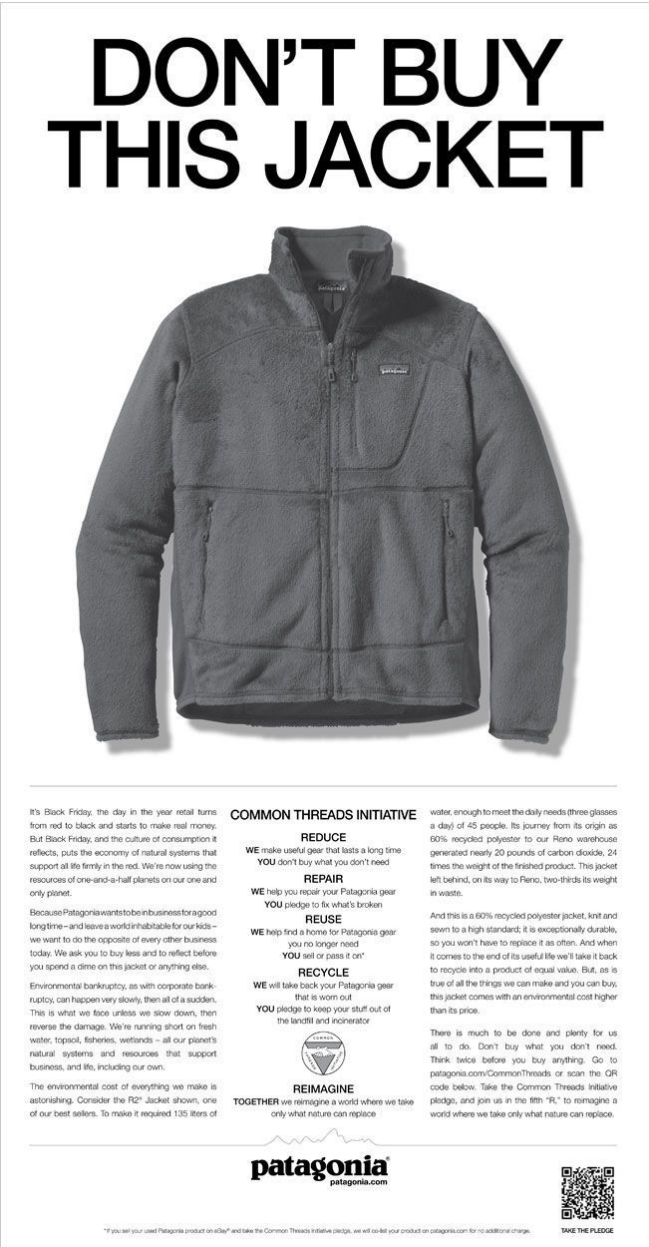 DON'T BUY
THIS JACKET
patagonia
patagonia
It's Black Friday, the day in the year retail turns
from red to black and starts to make real money.
But Black Friday, and the culture of consumption it
reflects, puts the economy of natural systems that
support all life firmly in the red. We're now using the
resources of one-and-a-half planets on our one and
only planet.
Because Patagonia wants to be in business for a good
long time – and leave a world inhabitable for our kids –
we want to do the opposite of every other business
today. We ask you to buy less and to reflect before
you spend a dime on this jacket or anything else.
Environmental bankruptcy, as with corporate bank-
ruptcy, can happen very slowly, then all of a sudden.
This is what we face unless we slow down, then
reverse the damage. We're running short on fresh
water, topsoil, fisheries, wetlands – all our planet's
natural systems and resources that support
business, and life, including our own.
The environmental cost of everything we make is
astonishing. Consider the R2® Jacket shown, one
of our best sellers. To make it required 135 liters of
COMMON THREADS INITIATIVE
REDUCE
WE make useful gear that lasts a long time
YOU don't buy what you don't need
REPAIR
WE help you repair your Patagonia gear
YOU pledge to fix what's broken
REUSE
WE help find a home for Patagonia gear
you no longer need
YOU sell or pass it on*
RECYCLE
WE will take back your Patagonia gear
that is worn out
YOU pledge to keep your stuff out of
the landfill and incinerator
COMMON
REIMAGINE
TOGETHER we reimagine a world where we take
only what nature can replace
water, enough to meet the daily needs (three glasses
a day) of 45 people. Its journey from its origin as
60% recycled polyester to our Reno warehouse
generated nearly 20 pounds of carbon dioxide, 24
times the weight of the finished product. This jacket
left behind, on its way to Reno, two-thirds its weight
in waste.
And this is a 60% recycled polyester jacket, knit and
sewn to a high standard; it is exceptionally durable,
so you won't have to replace it as often. And when
it comes to the end of its useful life we'll take it back
to recycle into a product of equal value. But, as is
true of all the things we can make and you can buy,
this jacket comes with an environmental cost higher
than its price.
There is much to be done and plenty for us
all to do. Don't buy what you don't need.
Think twice before you buy anything. Go to
patagonia.com/CommonThreads or scan the QR
code below. Take the Common Threads Initiative
pledge, and join us in the fifth "R," to reimagine a
world where we take only what nature can replace.
patagonia®
patagonia.com
*If you sell your used Patagonia product on eBay® and take the Common Threads Initiative pledge, we will co-list your product on patagonia.com for no additional charge.
TAKE THE PLEDGE